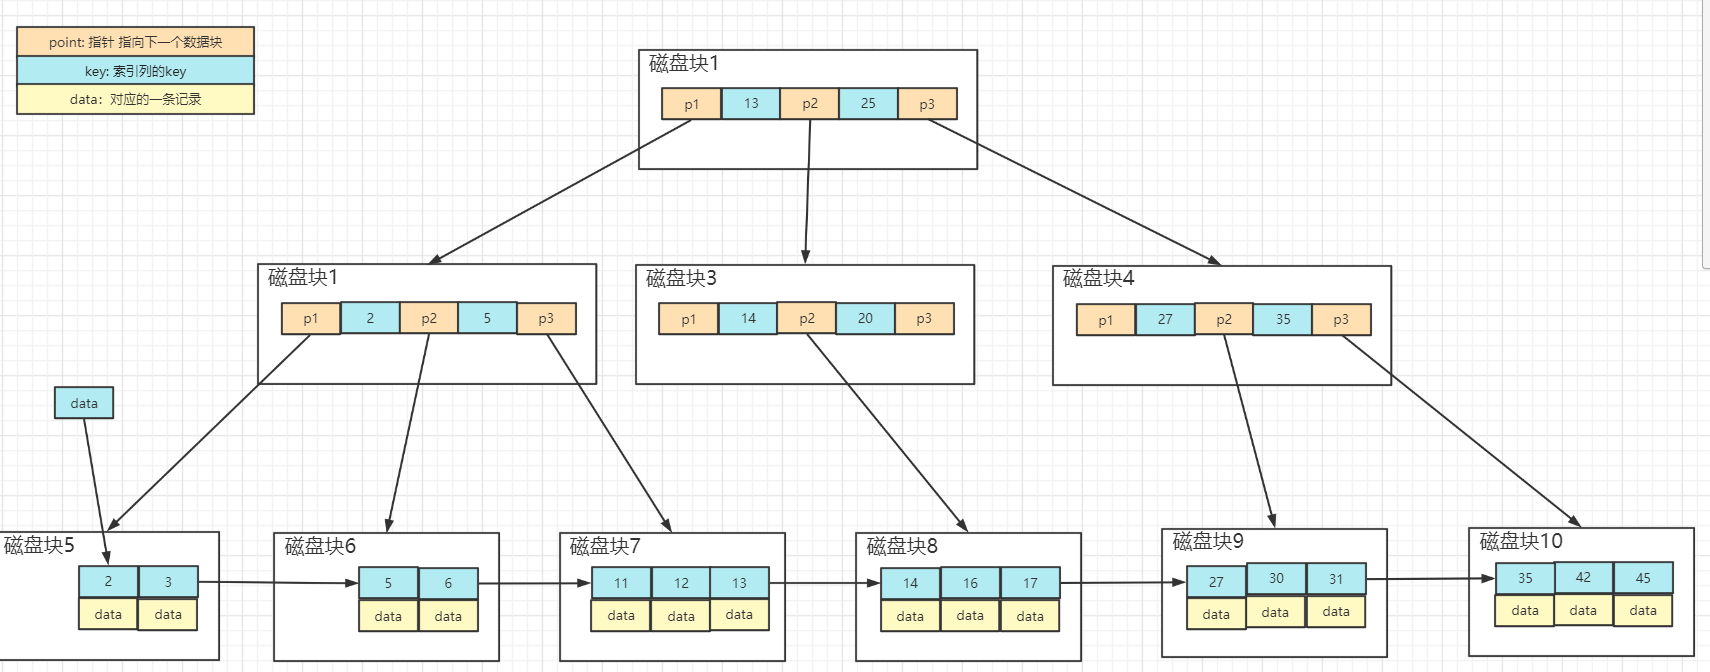 point: 指针 指向下一个数据块
key: 索引列的key
data：对应的一条记录
磁盘块1
p1 13 p2 25 p3
磁盘块1
p1 2 p2 5 p3
磁盘块3
p1 14 p2 20 p3
磁盘块4
p1 27 p2 35 p3
data
磁盘块5
2 3
data data
磁盘块6
5 6
data data
磁盘块7
11 12 13
data data data
磁盘块8
14 16 17
data data data
磁盘块9
27 30 31
data data data
磁盘块10
35 42 45
data data data